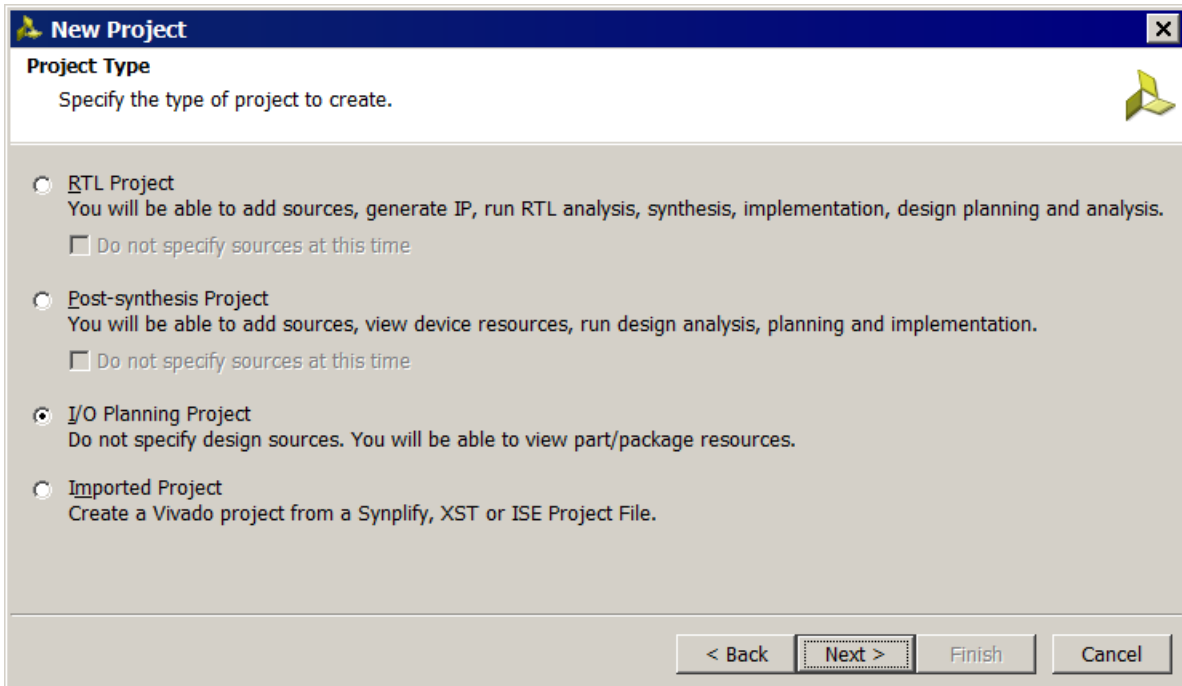 New Project
Project Type
Specify the type of project to create.
RTL Project
You will be able to add sources, generate IP, run RTL analysis, synthesis, implementation, design planning and analysis.
Do not specify sources at this time
Post-synthesis Project
You will be able to add sources, view device resources, run design analysis, planning and implementation.
Do not specify sources at this time
I/O Planning Project
Do not specify design sources. You will be able to view part/package resources.
Imported Project
Create a Vivado project from a Synplify, XST or ISE Project File.
< Back Next > Finish Cancel